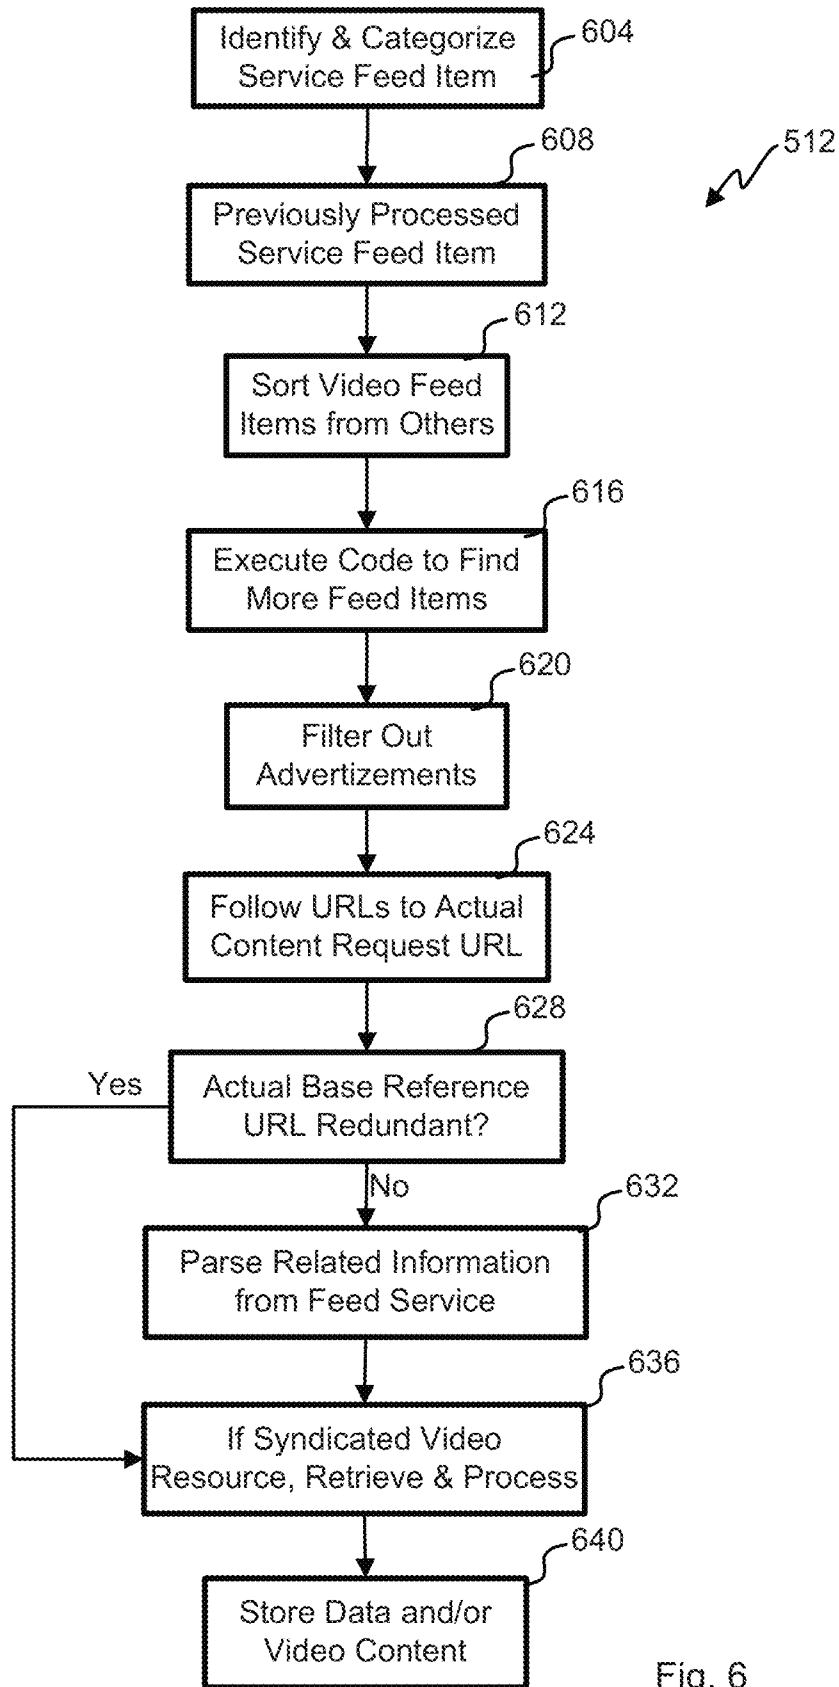 Identify & Categorize
Service Feed Item
604
512
608
Previously Processed
Service Feed Item
612
Sort Video Feed
Items from Others
616
Execute Code to Find
More Feed Items
620
Filter Out
Advertizements
624
Follow URLs to Actual
Content Request URL
628
Yes
Actual Base Reference
URL Redundant?
No
632
Parse Related Information
from Feed Service
636
If Syndicated Video
Resource, Retrieve & Process
640
Store Data and/or
Video Content
Fig. 6